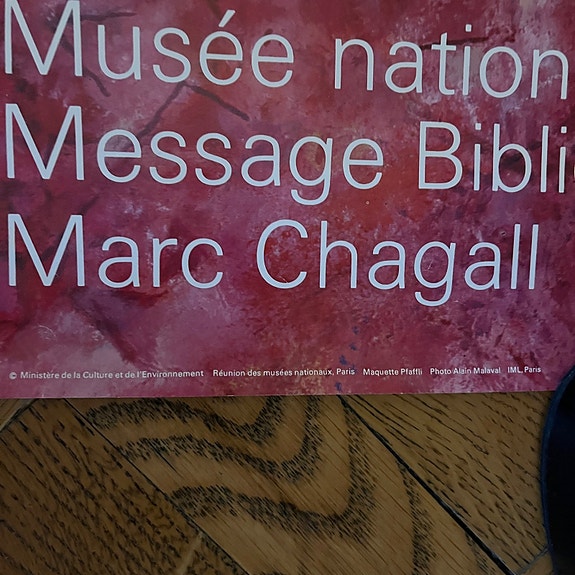 Musée nation
Message Bibli
Marc Chagall
© Ministère de la Culture et de l'Environnement Réunion des musées nationaux, Paris Maquette Pfaffli Photo Alain Malaval IML, Paris